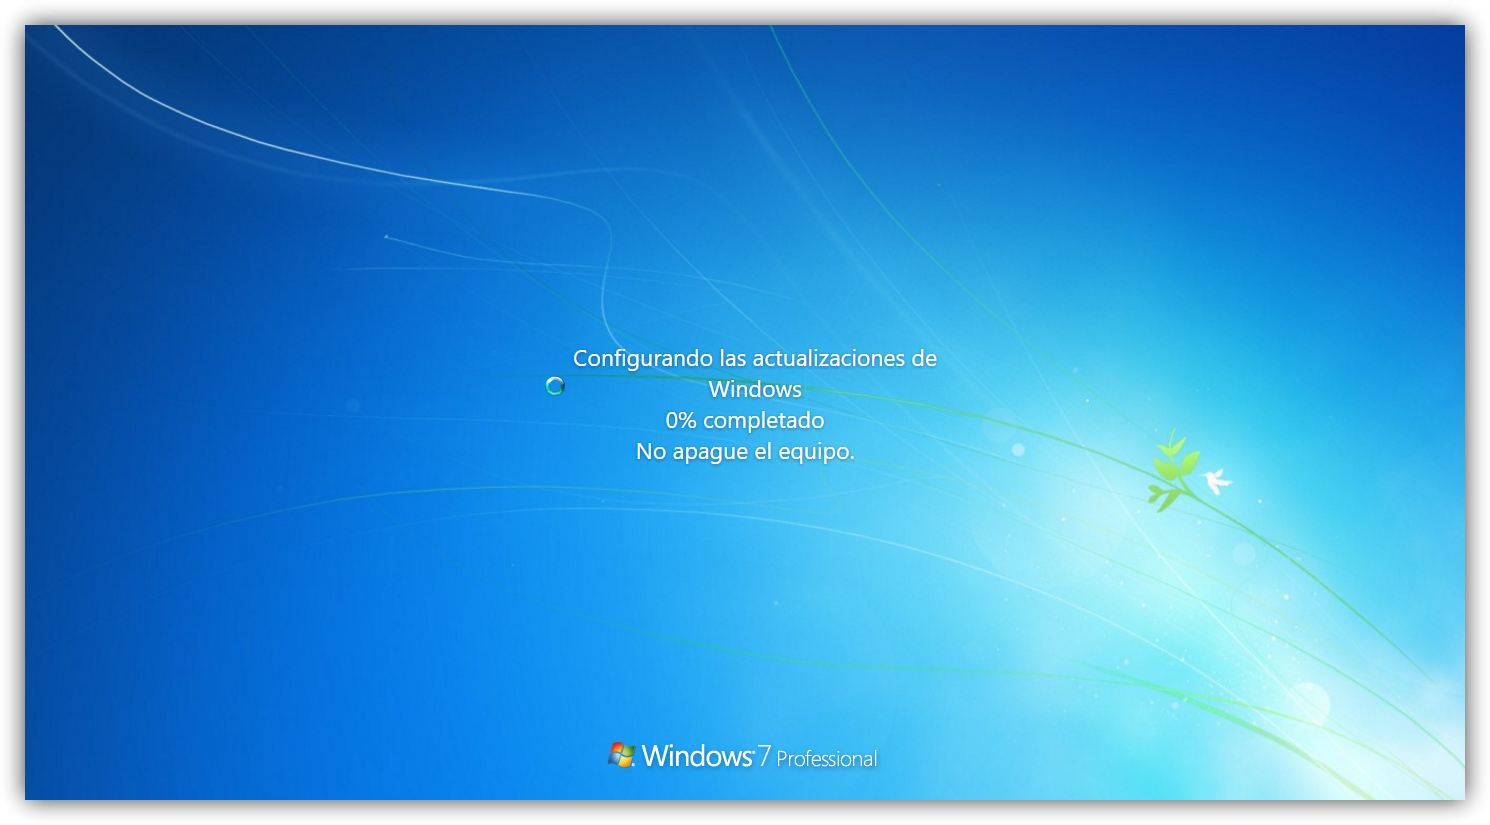 Configurando las actualizaciones de
Windows
0% completado
No apague el equipo.
Windows 7 Professional